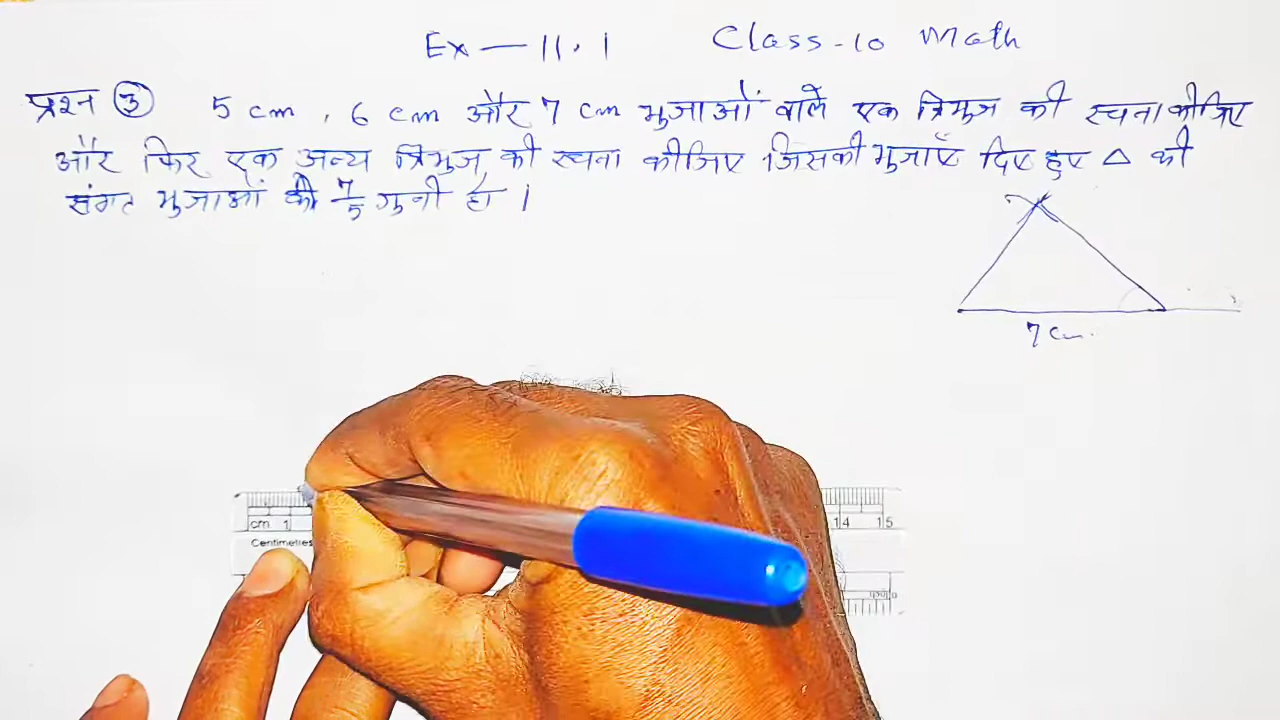 Ex — 11.1 Class-10 Math
प्रश्न ③ 5 cm, 6 cm और 7 cm भुजाओं वाले एक त्रिभुज की रचना कीजिए
और फिर एक अन्य त्रिभुज की रचना कीजिए जिसकी भुजाएँ दिए हुए △ की
संगत भुजाओं की 7/5 गुनी हों ।
7 cm.
cm 1 14 15
Centimetres